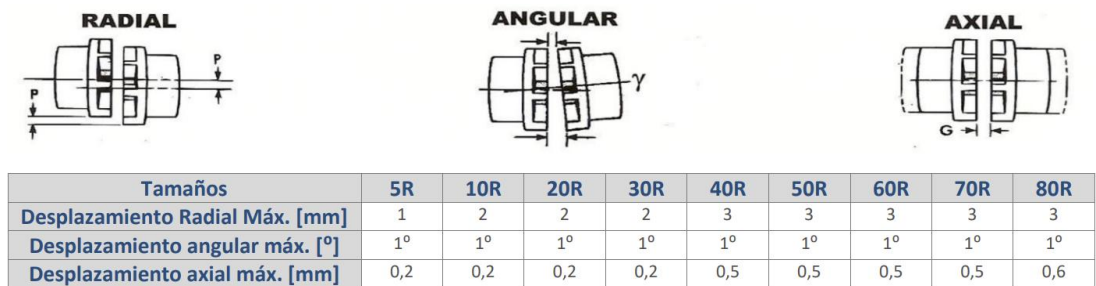 RADIAL ANGULAR AXIAL
P
P
γ
G
Tamaños 5R 10R 20R 30R 40R 50R 60R 70R 80R
Desplazamiento Radial Máx. [mm] 1 2 2 2 3 3 3 3 3
Desplazamiento angular máx. [º] 1º 1º 1º 1º 1º 1º 1º 1º 1º
Desplazamiento axial máx. [mm] 0,2 0,2 0,2 0,2 0,5 0,5 0,5 0,5 0,6